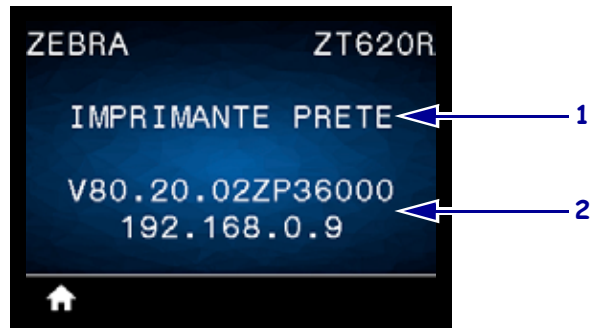 ZEBRA ZT620R
IMPRIMANTE PRETE
1
V80.20.02ZP36000
2
192.168.0.9